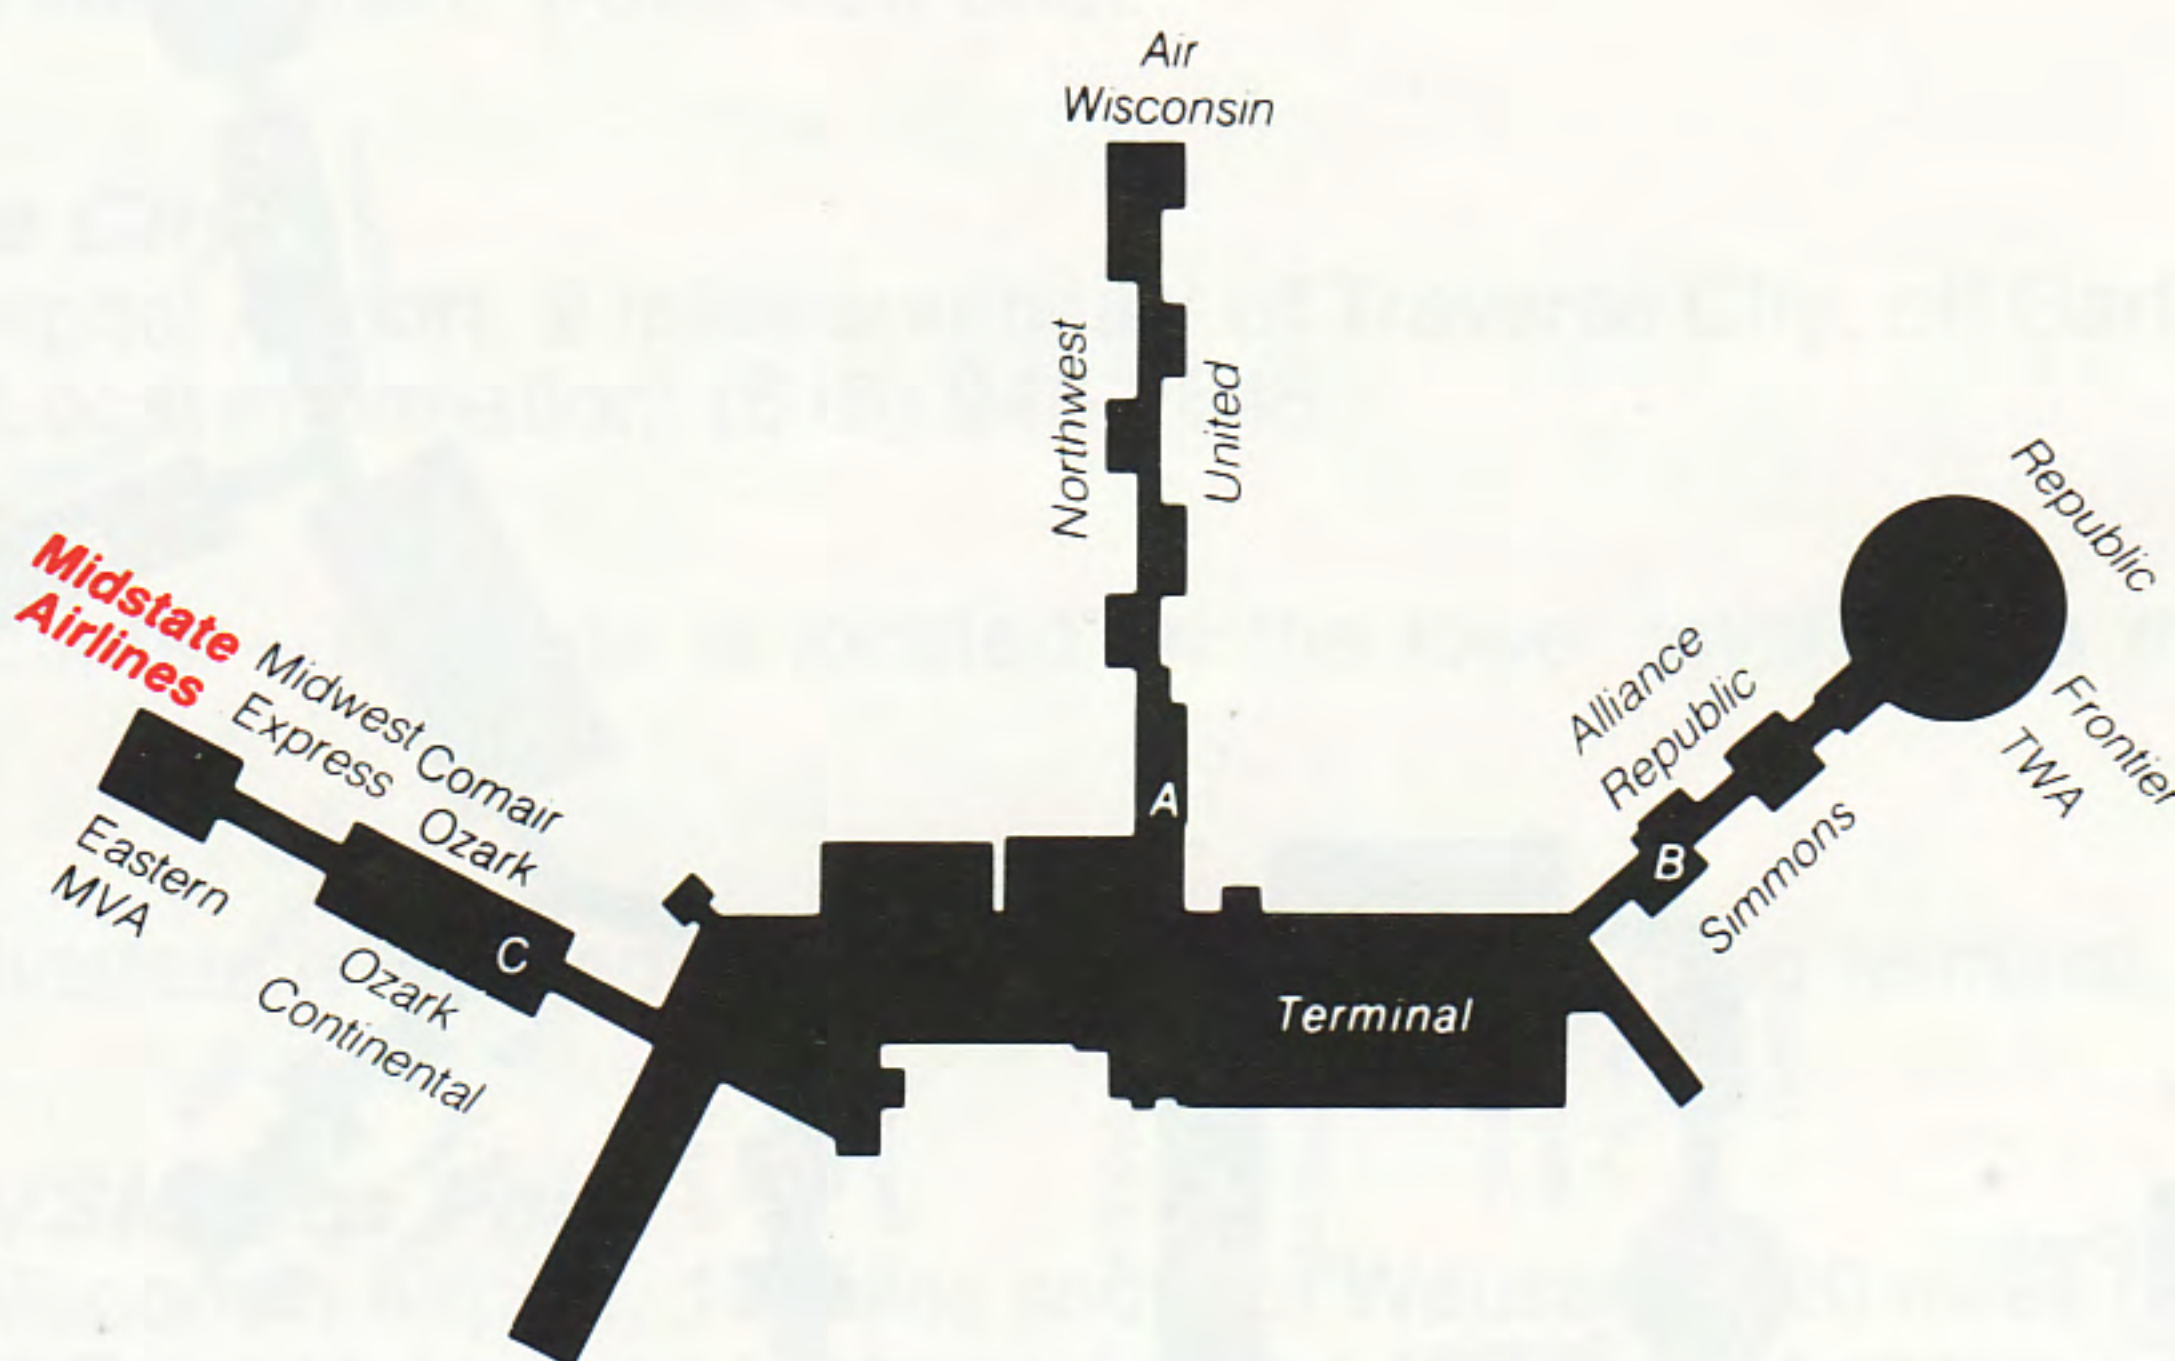 Air
Wisconsin
Northwest
United
Republic
Frontier
TWA
Alliance
Republic
Simmons
Midstate
Airlines
Midwest
Express
Comair
Ozark
Eastern
MVA
Ozark
Continental
A
B
C
Terminal